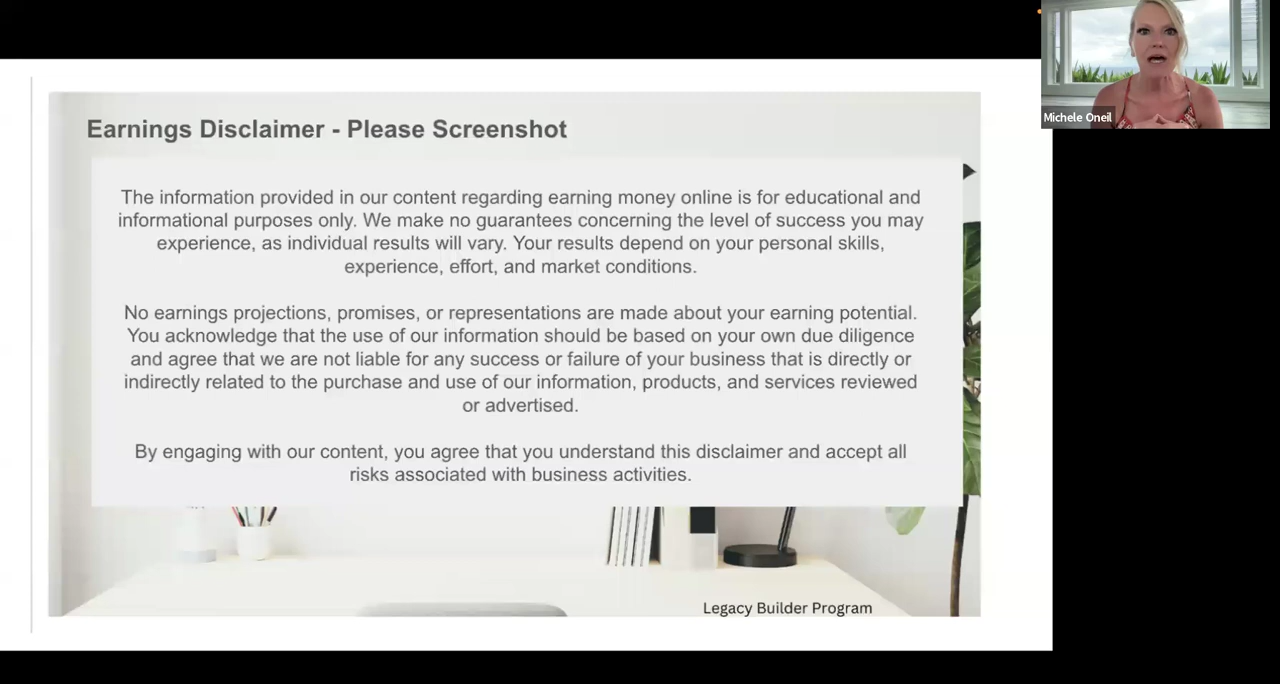 Michele Oneil
Earnings Disclaimer - Please Screenshot
The information provided in our content regarding earning money online is for educational and
informational purposes only. We make no guarantees concerning the level of success you may
experience, as individual results will vary. Your results depend on your personal skills,
experience, effort, and market conditions.
No earnings projections, promises, or representations are made about your earning potential.
You acknowledge that the use of our information should be based on your own due diligence
and agree that we are not liable for any success or failure of your business that is directly or
indirectly related to the purchase and use of our information, products, and services reviewed
or advertised.
By engaging with our content, you agree that you understand this disclaimer and accept all
risks associated with business activities.
Legacy Builder Program